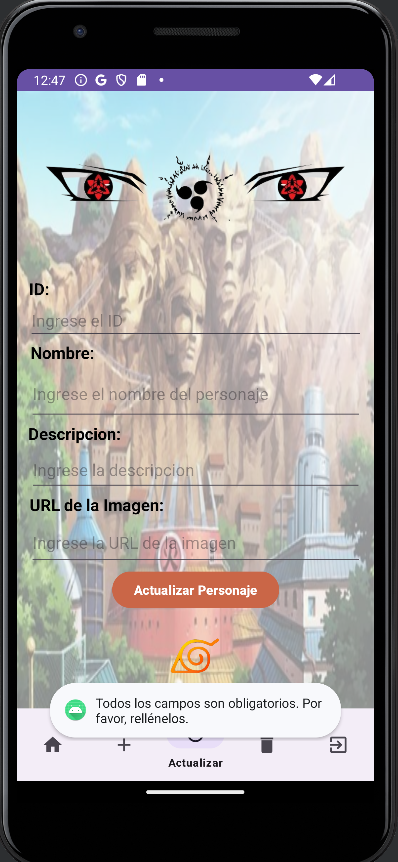 12:47
ID:
Ingrese el ID
Nombre:
Ingrese el nombre del personaje
Descripcion:
Ingrese la descripcion
URL de la Imagen:
Ingrese la URL de la imagen
Actualizar Personaje
Todos los campos son obligatorios. Por
favor, rellénelos.
Actualizar